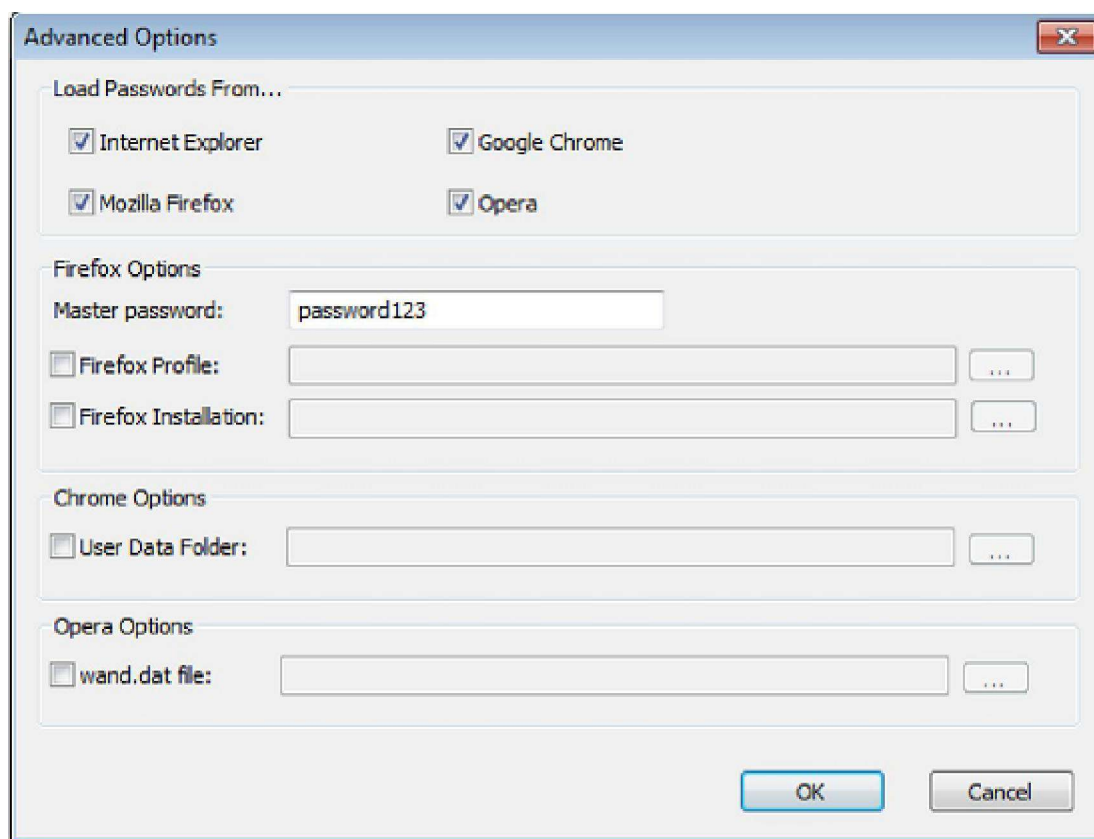 Advanced Options
Load Passwords From...
Internet Explorer Google Chrome
Mozilla Firefox Opera
Firefox Options
Master password: password123
Firefox Profile: ...
Firefox Installation: ...
Chrome Options
User Data Folder: ...
Opera Options
wand.dat file: ...
OK Cancel